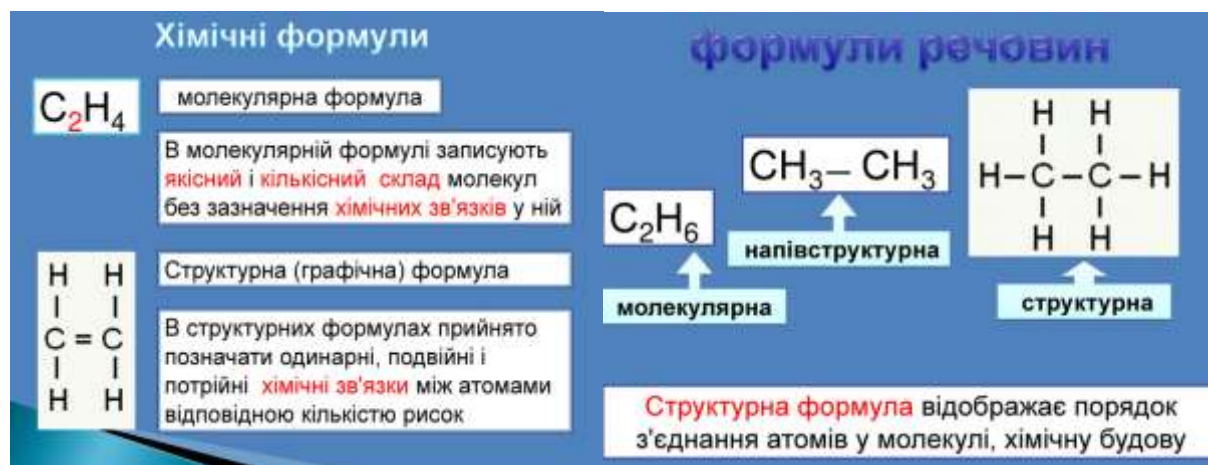 Хімічні формули
C2H4
молекулярна формула
В молекулярній формулі записують
якісний і кількісний склад молекул
без зазначення хімічних зв'язків у ній
H H
C = C
H H
Структурна (графічна) формула
В структурних формулах прийнято
позначати одинарні, подвійні і
потрійні хімічні зв'язки між атомами
відповідною кількістю рисок
формули речовин
C2H6
молекулярна
CH3– CH3
напівструктурна
H H
H–C–C–H
H H
структурна
Структурна формула відображає порядок
з'єднання атомів у молекулі, хімічну будову